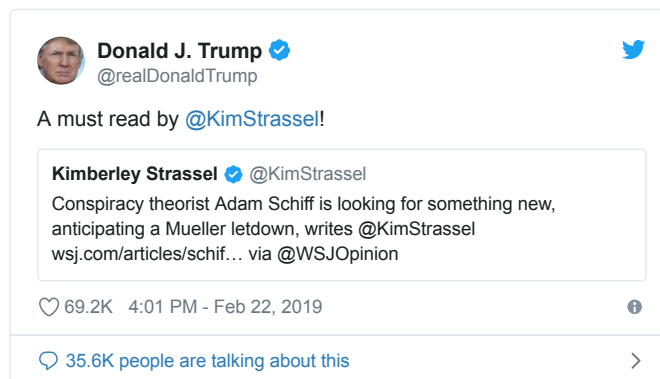 Donald J. Trump
@realDonaldTrump
A must read by @KimStrassel!
Kimberley Strassel @KimStrassel
Conspiracy theorist Adam Schiff is looking for something new,
anticipating a Mueller letdown, writes @KimStrassel
wsj.com/articles/schif… via @WSJOpinion
69.2K 4:01 PM - Feb 22, 2019
35.6K people are talking about this